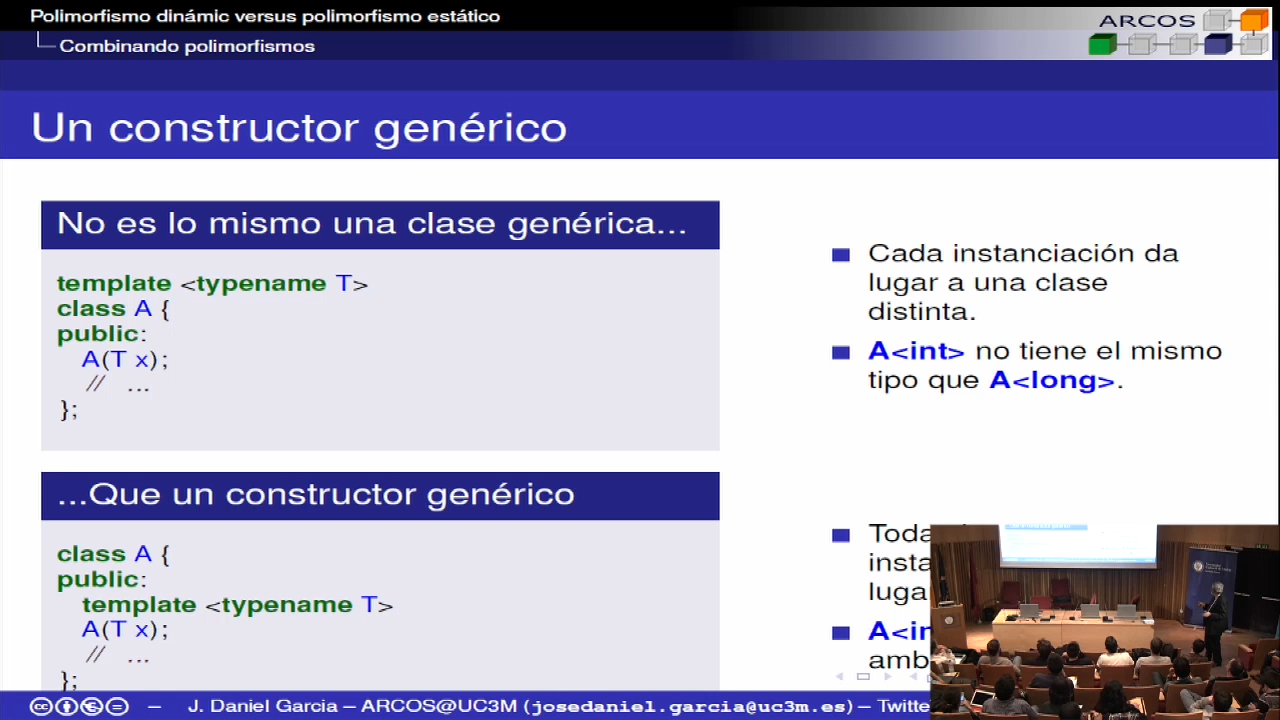 Polimorfismo dinámic versus polimorfismo estático
Combinando polimorfismos
ARCOS
Un constructor genérico
No es lo mismo una clase genérica...
template <typename T>
class A {
public:
A(T x);
// ...
};
Cada instanciación da
lugar a una clase
distinta.
A<int> no tiene el mismo
tipo que A<long>.
...Que un constructor genérico
class A {
public:
template <typename T>
A(T x);
// ...
};
Toda
insta
luga
A<in
amb
J. Daniel Garcia – ARCOS@UC3M (josedaniel.garcia@uc3m.es) – Twitte